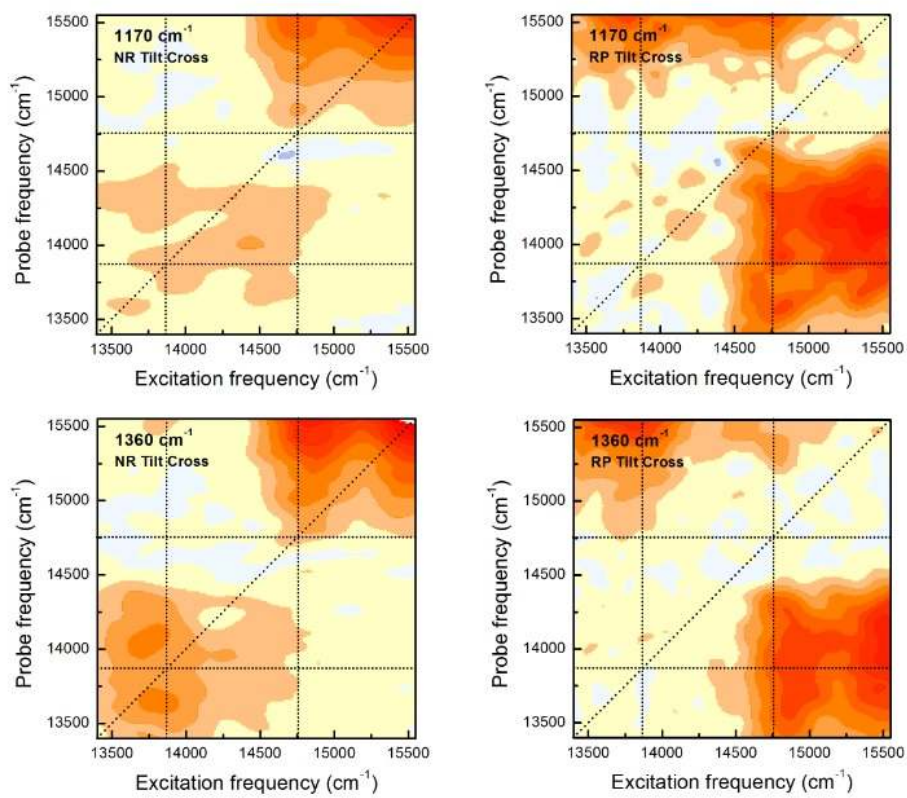 1170 cm⁻¹
NR Tilt Cross
Probe frequency (cm⁻¹)
15500
15000
14500
14000
13500
13500 14000 14500 15000 15500
Excitation frequency (cm⁻¹)
1170 cm⁻¹
RP Tilt Cross
Probe frequency (cm⁻¹)
15500
15000
14500
14000
13500
13500 14000 14500 15000 15500
Excitation frequency (cm⁻¹)
1360 cm⁻¹
NR Tilt Cross
Probe frequency (cm⁻¹)
15500
15000
14500
14000
13500
13500 14000 14500 15000 15500
Excitation frequency (cm⁻¹)
1360 cm⁻¹
RP Tilt Cross
Probe frequency (cm⁻¹)
15500
15000
14500
14000
13500
13500 14000 14500 15000 15500
Excitation frequency (cm⁻¹)